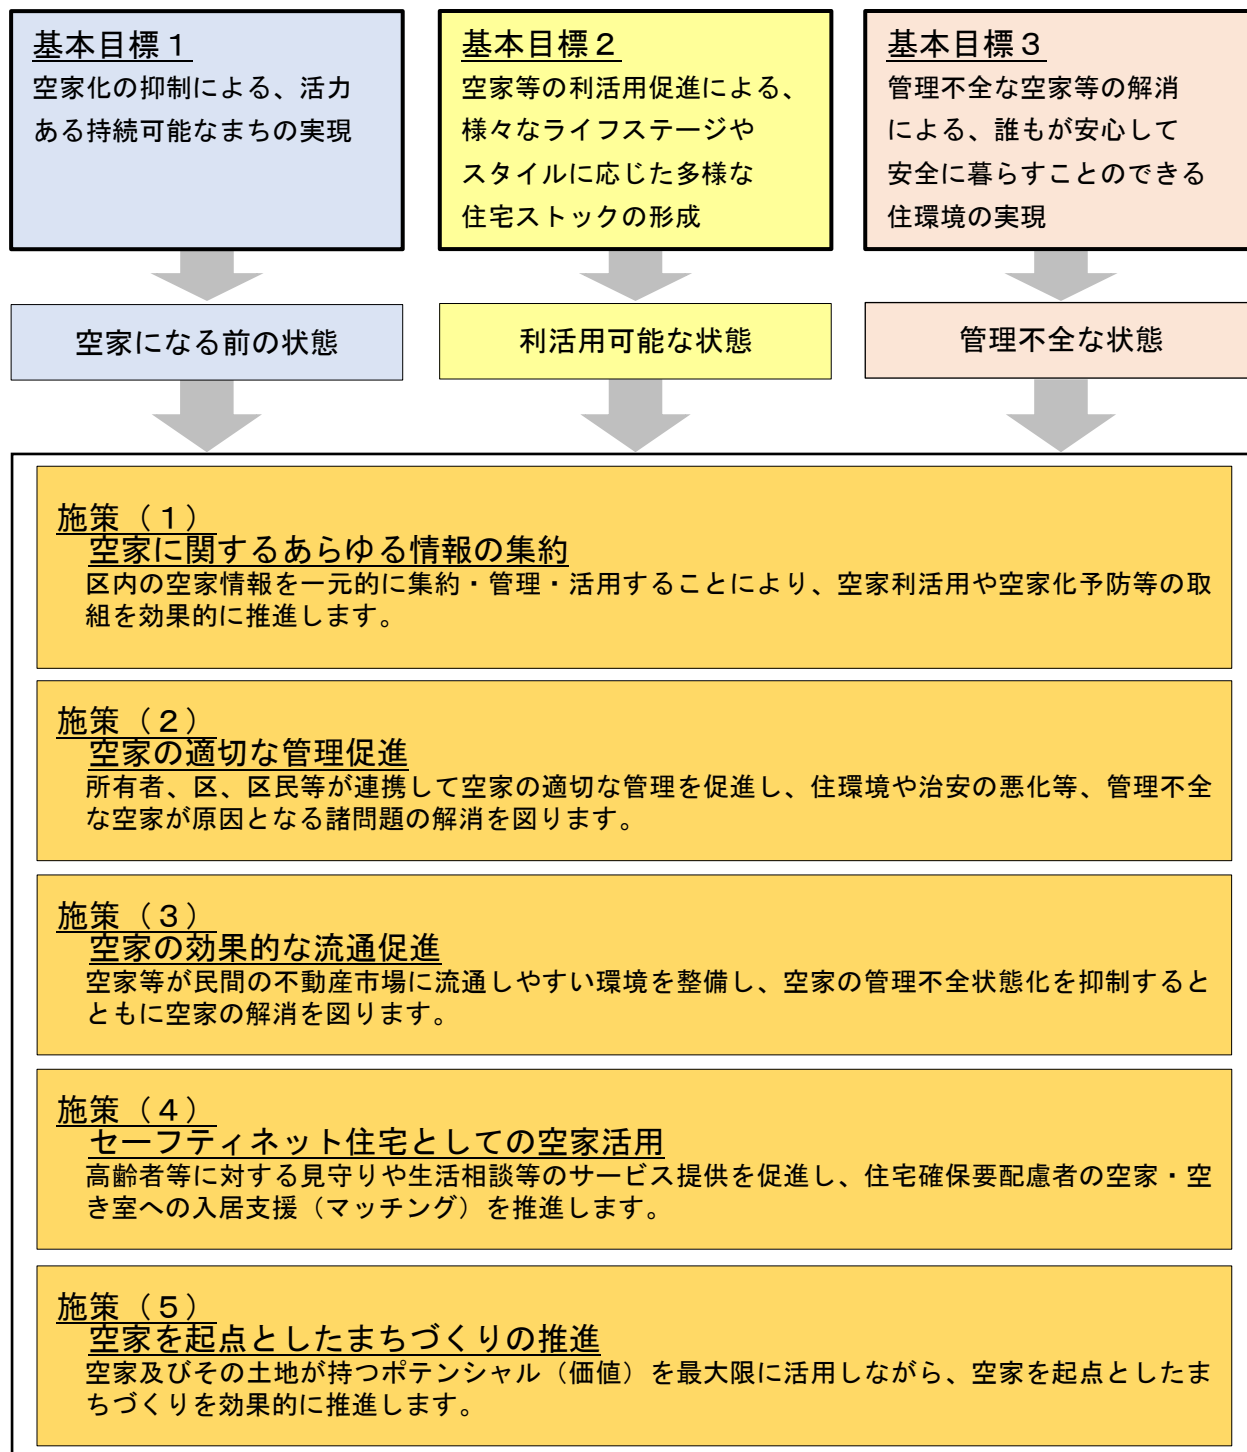 基本目標１
空家化の抑制による、活力
ある持続可能なまちの実現
基本目標２
空家等の利活用促進による、
様々なライフステージや
スタイルに応じた多様な
住宅ストックの形成
基本目標３
管理不全な空家等の解消
による、誰もが安心して
安全に暮らすことのできる
住環境の実現
空家になる前の状態
利活用可能な状態
管理不全な状態
施策（１）
空家に関するあらゆる情報の集約
区内の空家情報を一元的に集約・管理・活用することにより、空家利活用や空家化予防等の取
組を効果的に推進します。
施策（２）
空家の適切な管理促進
所有者、区、区民等が連携して空家の適切な管理を促進し、住環境や治安の悪化等、管理不全
な空家が原因となる諸問題の解消を図ります。
施策（３）
空家の効果的な流通促進
空家等が民間の不動産市場に流通しやすい環境を整備し、空家の管理不全状態化を抑制すると
ともに空家の解消を図ります。
施策（４）
セーフティネット住宅としての空家活用
高齢者等に対する見守りや生活相談等のサービス提供を促進し、住宅確保要配慮者の空家・空
き室への入居支援（マッチング）を推進します。
施策（５）
空家を起点としたまちづくりの推進
空家及びその土地が持つポテンシャル（価値）を最大限に活用しながら、空家を起点としたま
ちづくりを効果的に推進します。